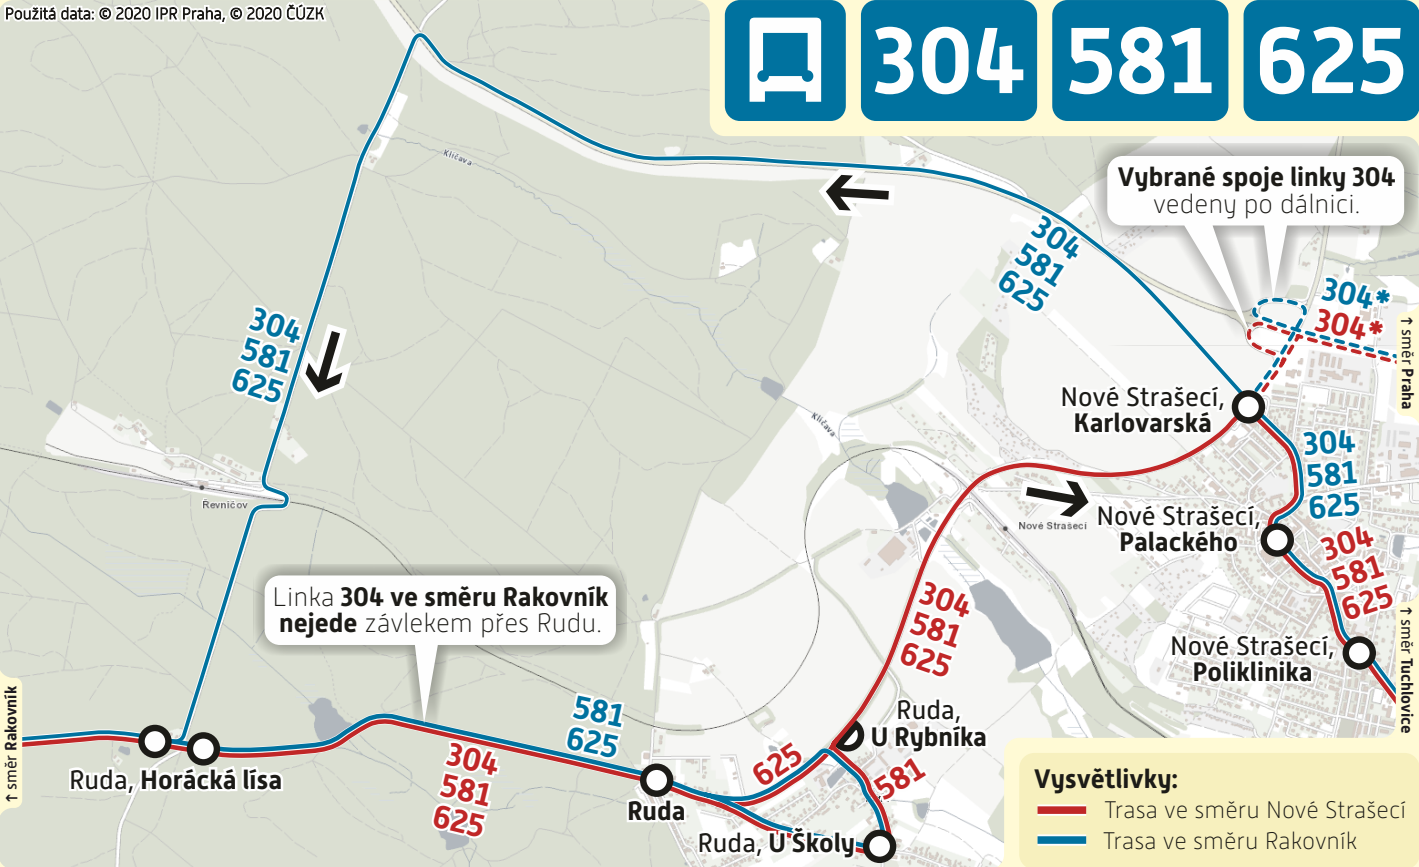 Použitá data: © 2020 IPR Praha, © 2020 ČÚZK
304 581 625
Vybrané spoje linky 304
vedeny po dálnici.
Klíčava
304
581
625
304*
304*
↑ směr Praha
304
581
625
Nové Strašecí,
Karlovarská
Klíčava
304
581
625
Řevničov
Nové Strašecí
Nové Strašecí,
Palackého
304
581
625
Linka 304 ve směru Rakovník
nejede závlekem přes Rudu.
304
581
625
↑ směr Tuchlovice
Nové Strašecí,
Poliklinika
↑ směr Rakovník
581
625
Ruda,
U Rybníka
Ruda, Horácká lísa
304
581
625
625
581
Ruda
Ruda, U Školy
Vysvětlivky:
Trasa ve směru Nové Strašecí
Trasa ve směru Rakovník